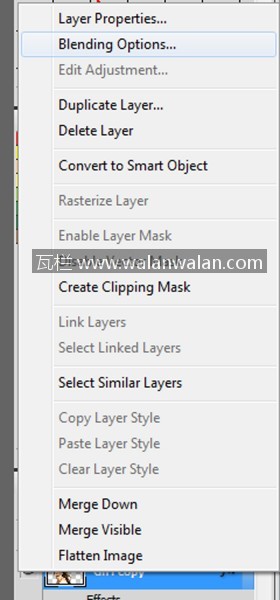 Layer Properties...
Blending Options...
Edit Adjustment...
Duplicate Layer...
Delete Layer
Convert to Smart Object
Rasterize Layer
Enable Layer Mask
瓦栏 www.walanwalan.com
Create Clipping Mask
Link Layers
Select Linked Layers
Select Similar Layers
Copy Layer Style
Paste Layer Style
Clear Layer Style
Merge Down
Merge Visible
Flatten Image
copy
Effects